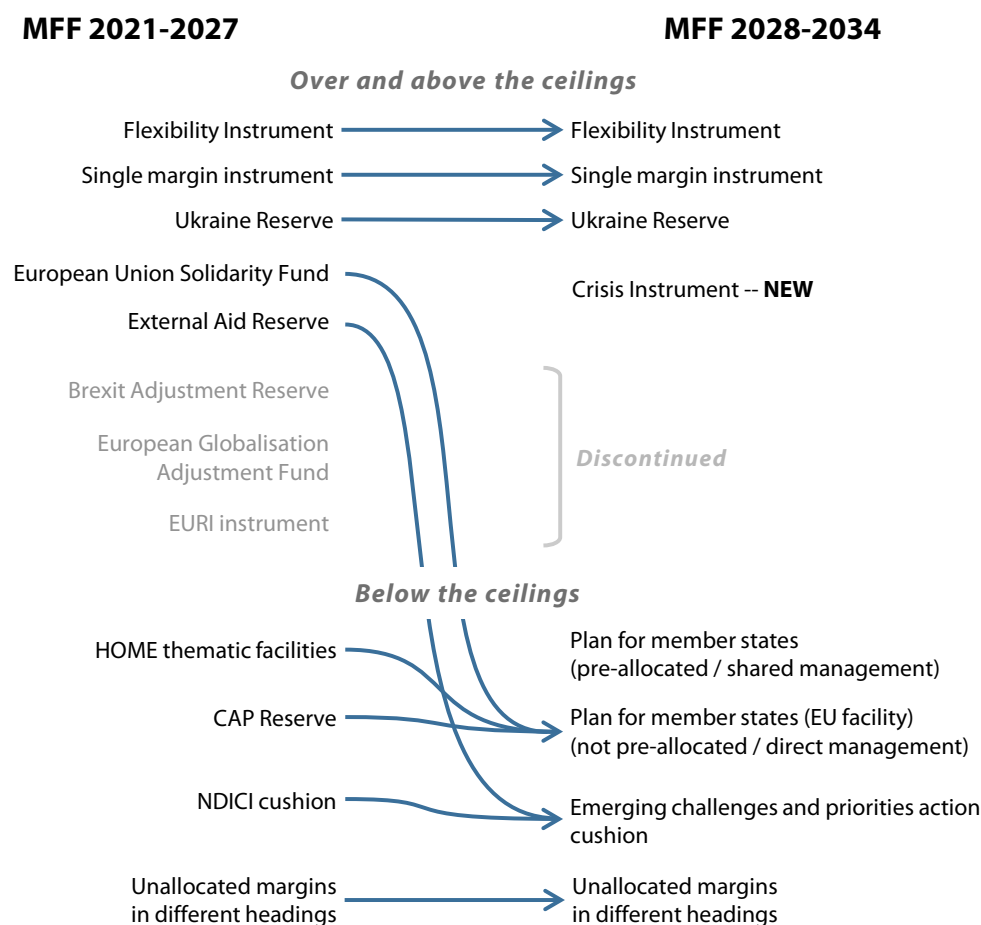 MFF 2021-2027
MFF 2028-2034
Over and above the ceilings
Flexibility Instrument
Flexibility Instrument
Single margin instrument
Single margin instrument
Ukraine Reserve
Ukraine Reserve
European Union Solidarity Fund
Crisis Instrument -- NEW
External Aid Reserve
Brexit Adjustment Reserve
European Globalisation
Adjustment Fund
Discontinued
EURI instrument
Below the ceilings
HOME thematic facilities
Plan for member states
(pre-allocated / shared management)
CAP Reserve
Plan for member states (EU facility)
(not pre-allocated / direct management)
NDICI cushion
Emerging challenges and priorities action
cushion
Unallocated margins
in different headings
Unallocated margins
in different headings